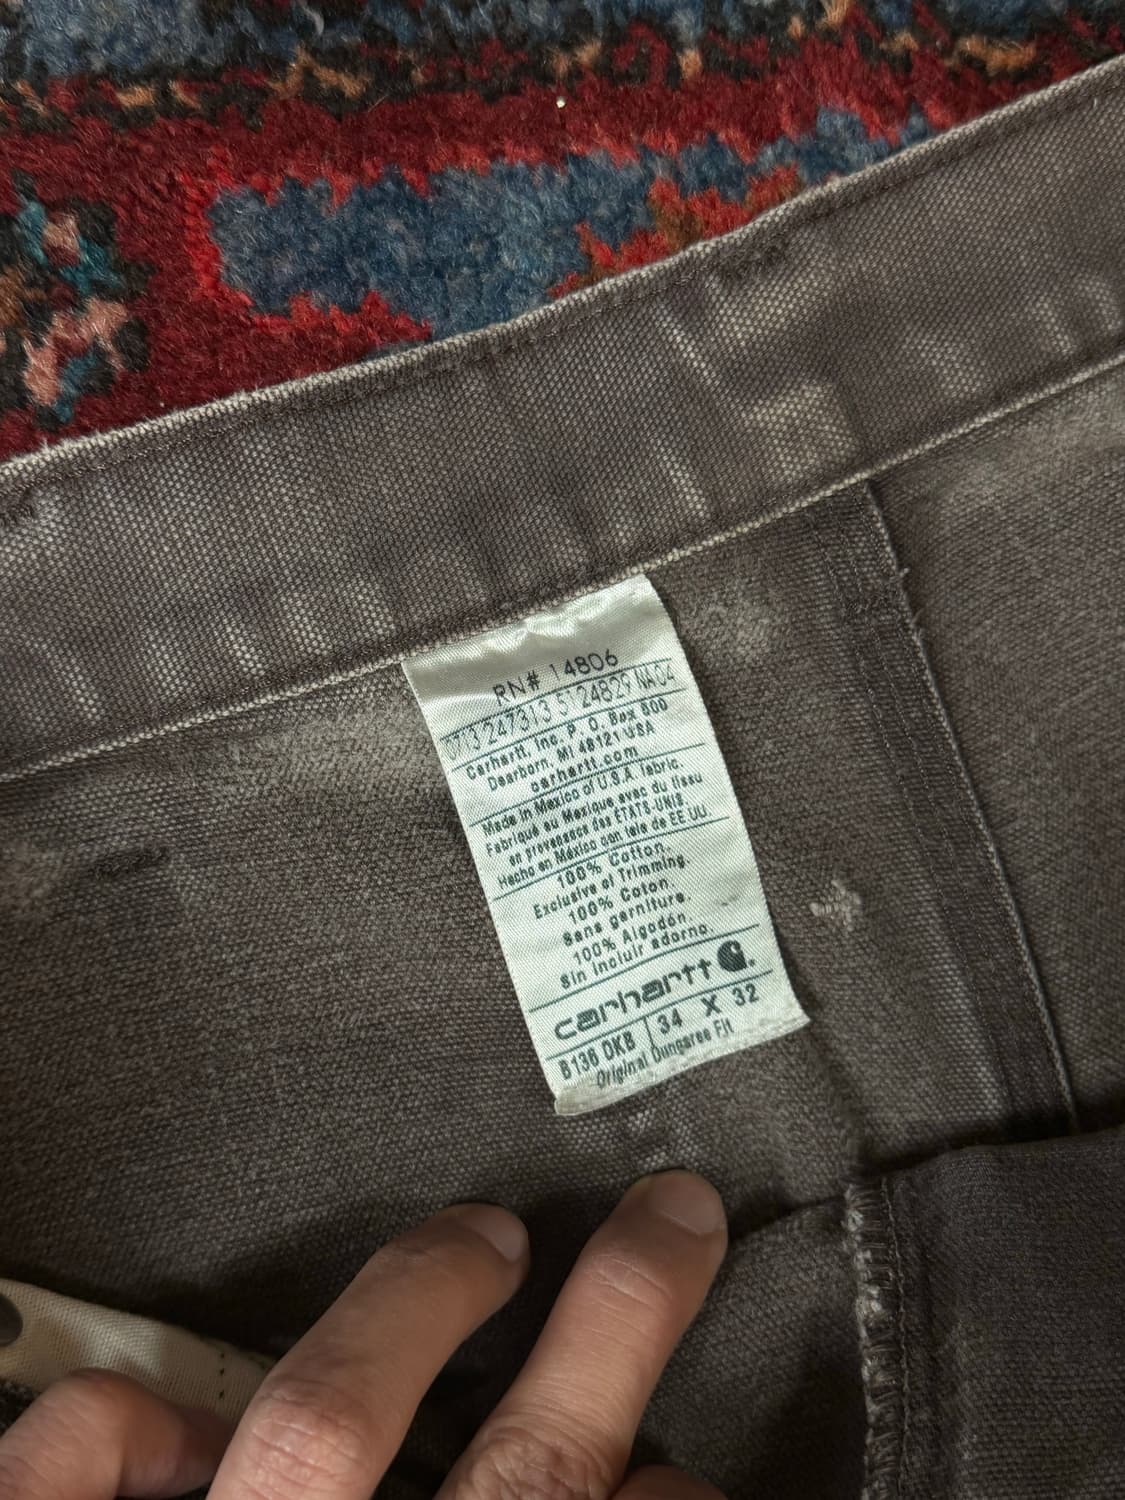 RN# 14806
0713 247313 5124829 NA04
Carhartt, Inc. P. O. Box 600
Dearborn, MI 48121 USA
carhartt.com
Made in Mexico of U.S.A fabric
Fabriqué au Mexique avec du tissu
en provenance des ETATS-UNIS.
Hecho en México con tela de EE.UU.
100% Cotton.
Exclusive of Trimming.
100% Coton.
Sans garniture.
100% Algodón.
Sin incluir adorno.
carhartt
B136 DKB 34 X 32
Original Dungaree Fit